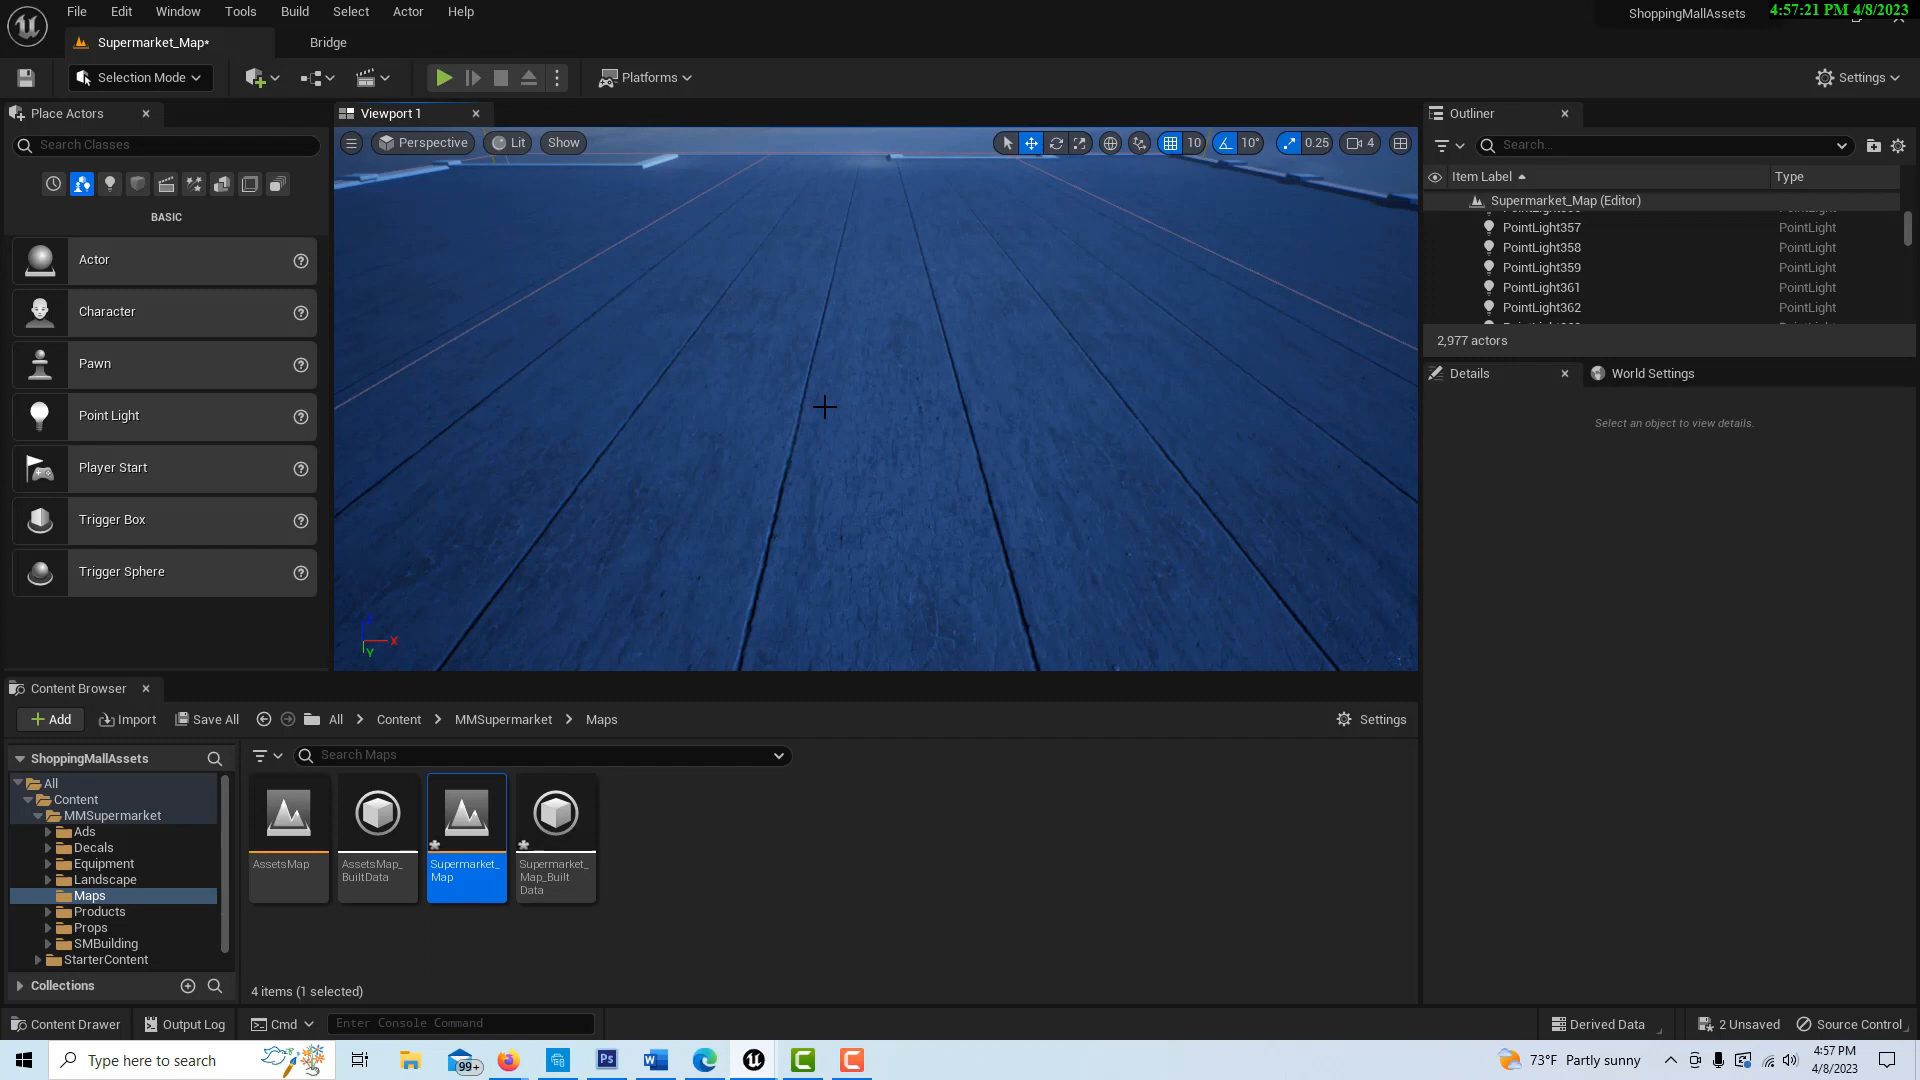 File Edit Window Tools Build Select Actor Help
ShoppingMallAssets
4:57:21 PM 4/8/2023
Supermarket_Map*
Bridge
Selection Mode
Platforms
Settings
Place Actors
Viewport 1
Outliner
Search Classes
Perspective
Lit
Show
10
10°
0.25
4
Search...
Item Label
Type
BASIC
Supermarket_Map (Editor)
PointLight357 PointLight
PointLight358 PointLight
PointLight359 PointLight
PointLight361 PointLight
PointLight362 PointLight
2,977 actors
Actor
Character
Pawn
Point Light
Player Start
Trigger Box
Trigger Sphere
Details
World Settings
Select an object to view details.
X
Y
Content Browser
Add
Import
Save All
All
Content
MMSupermarket
Maps
Settings
ShoppingMallAssets
Search Maps
All
Content
MMSupermarket
Ads
Decals
Equipment
Landscape
Maps
Products
Props
SMBuilding
StarterContent
Collections
AssetsMap
AssetsMap_
BuiltData
Supermarket_
Map
Supermarket_
Map_Built
Data
4 items (1 selected)
Content Drawer
Output Log
Cmd
Enter Console Command
Derived Data
2 Unsaved
Source Control
Type here to search
99+
Ps
73°F Partly sunny
4:57 PM
4/8/2023